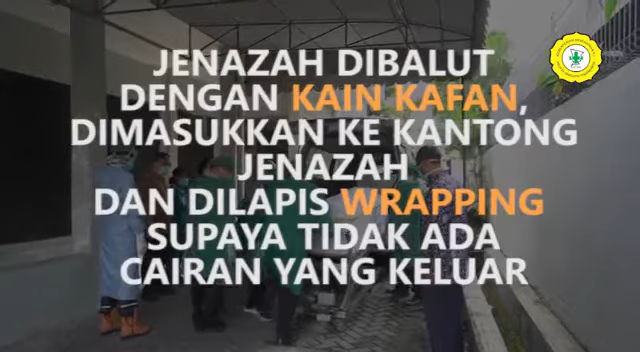 JENAZAH DIBALUT
DENGAN KAIN KAFAN,
DIMASUKKAN KE KANTONG
JENAZAH
DAN DILAPIS WRAPPING
SUPAYA TIDAK ADA
CAIRAN YANG KELUAR